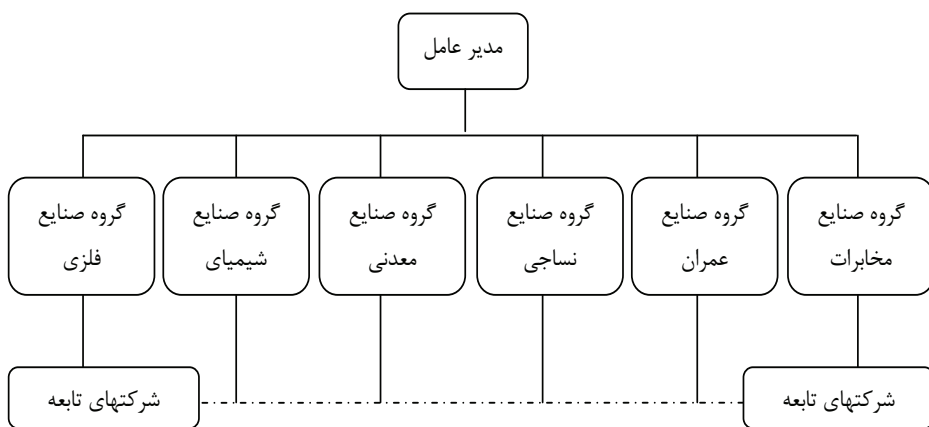 مدیر عامل
گروه صنایع
مخابرات
گروه صنایع
عمران
گروه صنایع
نساجی
گروه صنایع
معدنی
گروه صنایع
شیمیای
گروه صنایع
فلزی
شرکتهای تابعه
شرکتهای تابعه